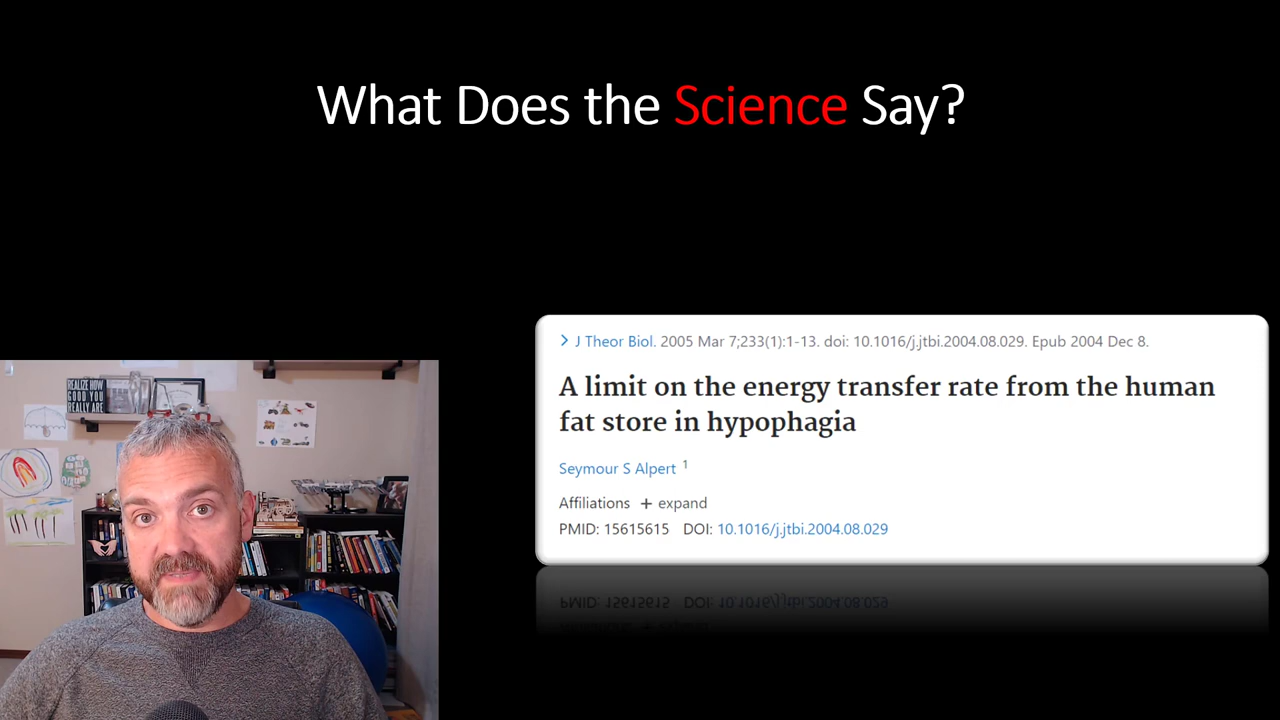 What Does the Science Say?
J Theor Biol. 2005 Mar 7;233(1):1-13. doi: 10.1016/j.jtbi.2004.08.029. Epub 2004 Dec 8.
A limit on the energy transfer rate from the human
fat store in hypophagia
Seymour S Alpert 1
Affiliations + expand
PMID: 15615615 DOI: 10.1016/j.jtbi.2004.08.029
REALIZE HOW
GOOD YOU
REALLY ARE